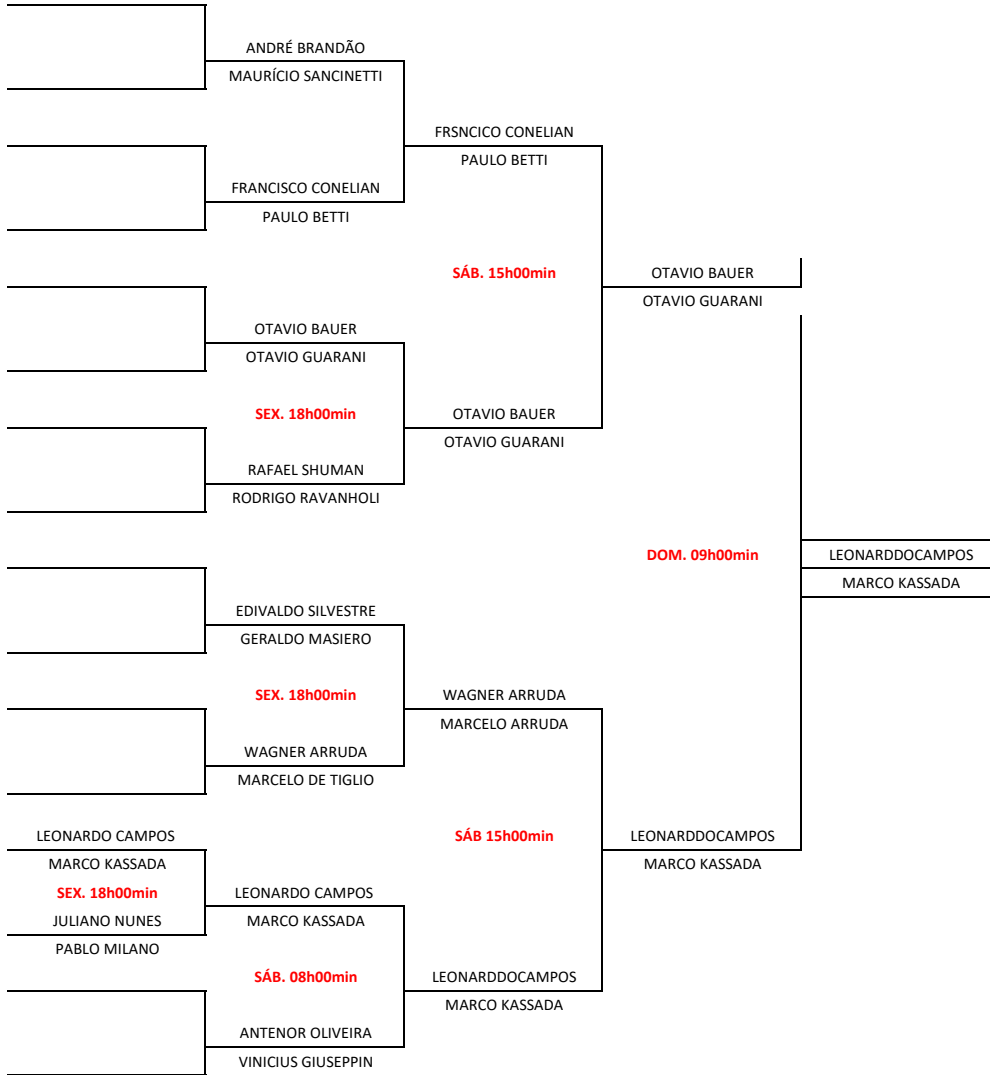 ANDRÉ BRANDÃO
MAURÍCIO SANCINETTI
FRSNCICO CONELIAN
PAULO BETTI
FRANCISCO CONELIAN
PAULO BETTI
SÁB. 15h00min
OTAVIO BAUER
OTAVIO GUARANI
OTAVIO BAUER
OTAVIO GUARANI
SEX. 18h00min
OTAVIO BAUER
OTAVIO GUARANI
RAFAEL SHUMAN
RODRIGO RAVANHOLI
DOM. 09h00min
LEONARDDOCAMPOS
MARCO KASSADA
EDIVALDO SILVESTRE
GERALDO MASIERO
SEX. 18h00min
WAGNER ARRUDA
MARCELO ARRUDA
WAGNER ARRUDA
MARCELO DE TIGLIO
LEONARDO CAMPOS
MARCO KASSADA
SÁB 15h00min
LEONARDDOCAMPOS
MARCO KASSADA
SEX. 18h00min
LEONARDO CAMPOS
MARCO KASSADA
JULIANO NUNES
PABLO MILANO
SÁB. 08h00min
LEONARDDOCAMPOS
MARCO KASSADA
ANTENOR OLIVEIRA
VINICIUS GIUSEPPIN